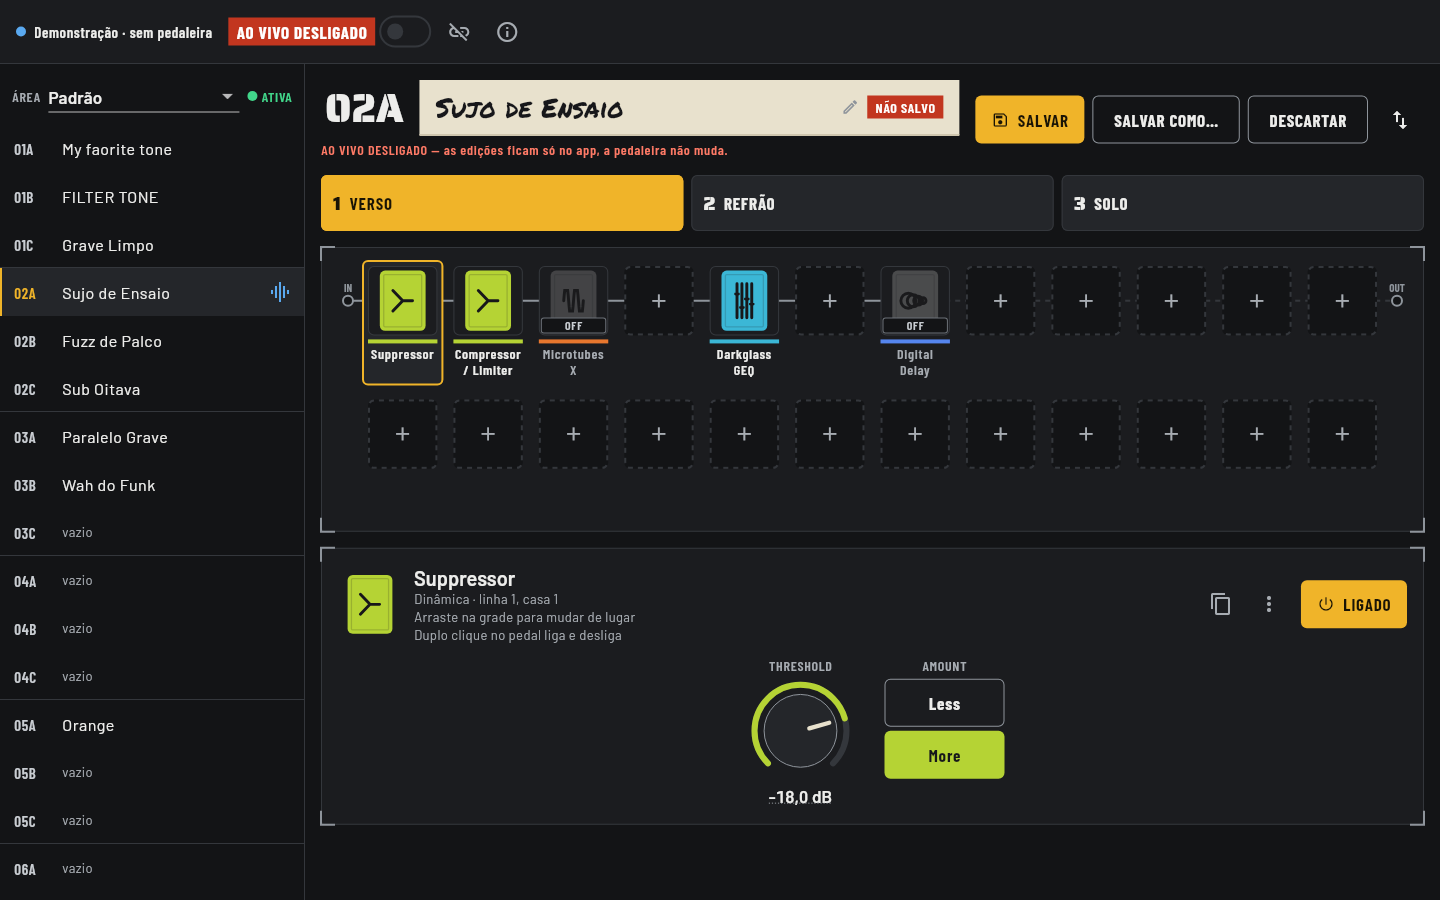 Demonstração · sem pedaleira
AO VIVO DESLIGADO
ÁREA Padrão ATIVA
01A My faorite tone
01B FILTER TONE
01C Grave Limpo
02A Sujo de Ensaio
02B Fuzz de Palco
02C Sub Oitava
03A Paralelo Grave
03B Wah do Funk
03C vazio
04A vazio
04B vazio
04C vazio
05A Orange
05B vazio
05C vazio
06A vazio
02A Sujo de Ensaio NÃO SALVO
SALVAR
SALVAR COMO...
DESCARTAR
AO VIVO DESLIGADO — as edições ficam só no app, a pedaleira não muda.
1 VERSO
2 REFRÃO
3 SOLO
IN
OUT
OFF
OFF
Suppressor
Compressor
/ Limiter
Microtubes
X
Darkglass
GEQ
Digital
Delay
Suppressor
Dinâmica · linha 1, casa 1
Arraste na grade para mudar de lugar
Duplo clique no pedal liga e desliga
LIGADO
THRESHOLD
-18,0 dB
AMOUNT
Less
More